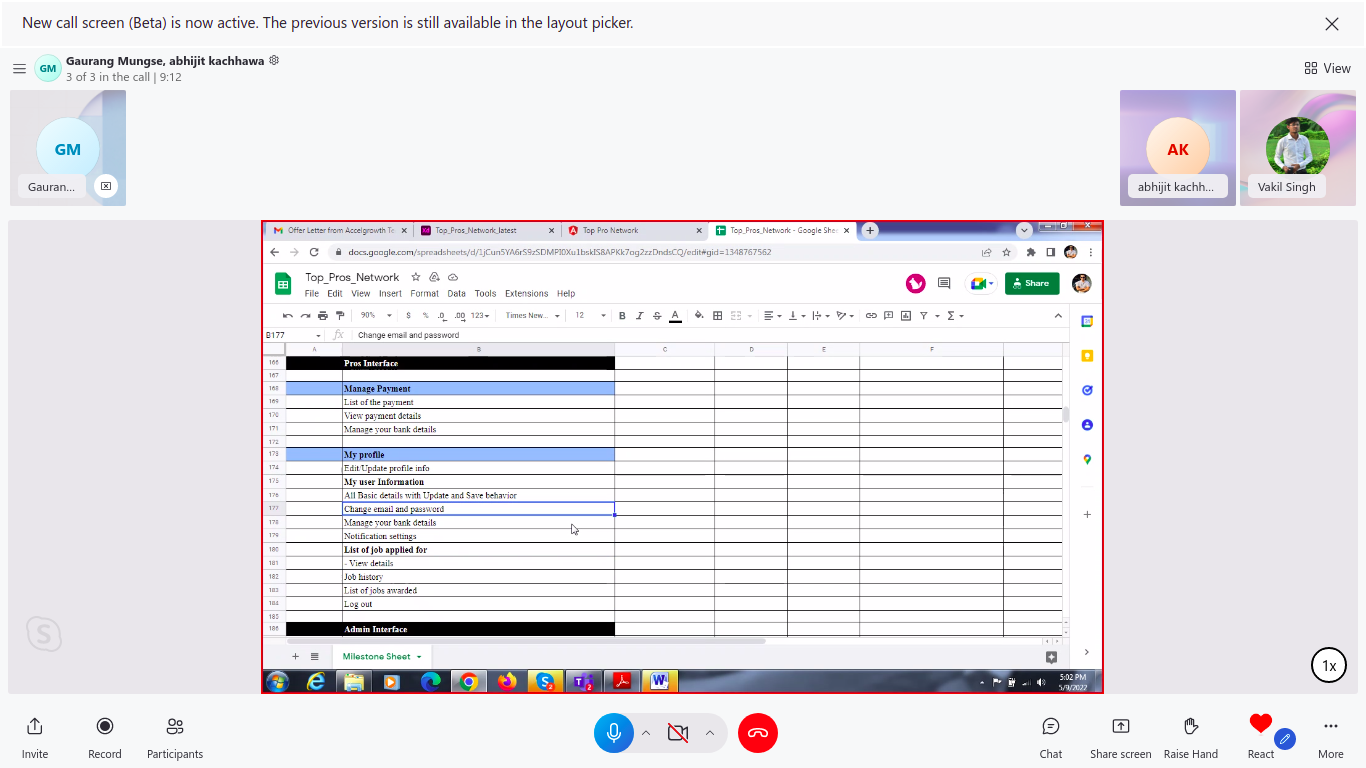 New call screen (Beta) is now active. The previous version is still available in the layout picker.
GM
Gaurang Mungse, abhijit kachhawa
3 of 3 in the call | 9:12
View
GM
Gauran...
AK
abhijit kachh...
Vakil Singh
Offer Letter from Accelgrowth Te
Top_Pros_Network_latest
Top Pro Network
Top_Pros_Network - Google Shee
Top_Pros_Network
File Edit View Insert Format Data Tools Extensions Help
Share
90% $ % .0 .00 123 Times New... 12 B I S A
B177 fx Change email and password
A B C D E F
166 Pros Interface
167
168 Manage Payment
169 List of the payment
170 View payment details
171 Manage your bank details
172
173 My profile
174 Edit/Update profile info
175 My user Information
176 All Basic details with Update and Save behavior
177 Change email and password
178 Manage your bank details
179 Notification settings
180 List of job applied for
181 - View details
182 Job history
183 List of jobs awarded
184 Log out
185
186 Admin Interface
Milestone Sheet
5:02 PM
5/9/2022
1x
Invite
Record
Participants
Chat
Share screen
Raise Hand
React
More